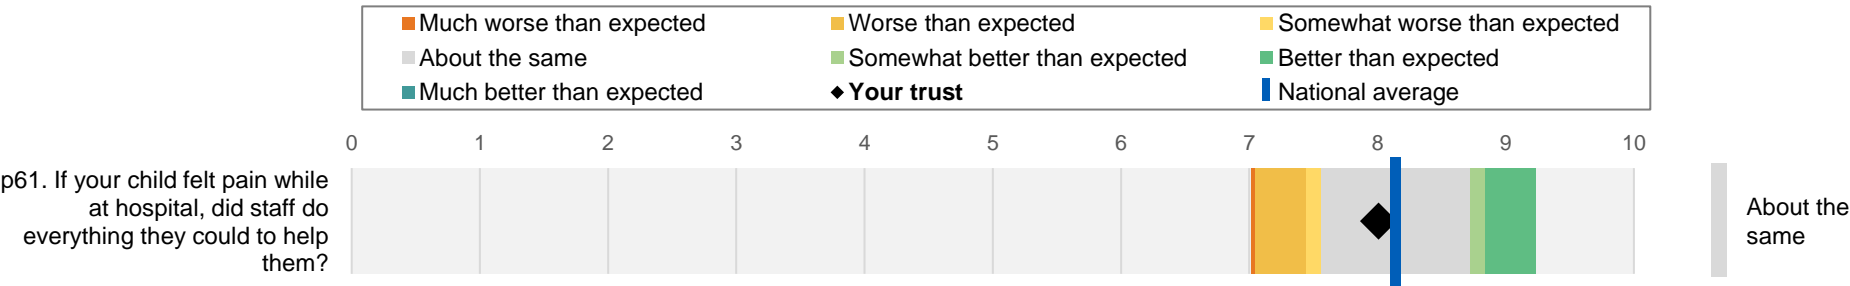 Much worse than expected
Worse than expected
Somewhat worse than expected
About the same
Somewhat better than expected
Better than expected
Much better than expected
Your trust
National average
0 1 2 3 4 5 6 7 8 9 10
p61. If your child felt pain while
at hospital, did staff do
everything they could to help
them?
About the
same